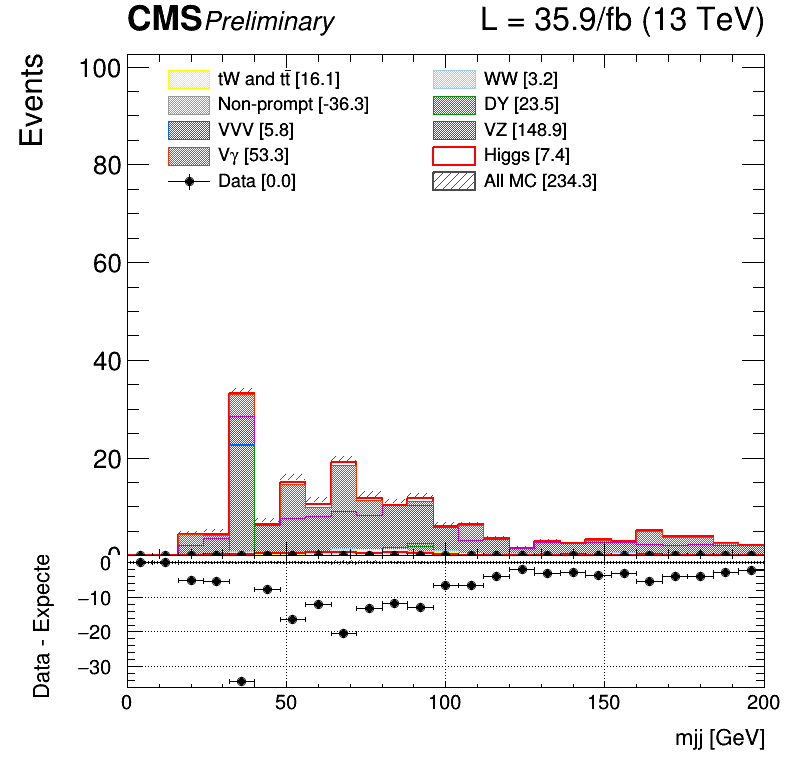 CMS Preliminary L = 35.9/fb (13 TeV)
Events
100
80
60
40
20
0
tW and tt̄ [16.1]
Non-prompt [-36.3]
VVV [5.8]
Vγ [53.3]
Data [0.0]
WW [3.2]
DY [23.5]
VZ [148.9]
Higgs [7.4]
All MC [234.3]
Data - Expecte
0
−10
−20
−30
0 50 100 150 200
mjj [GeV]